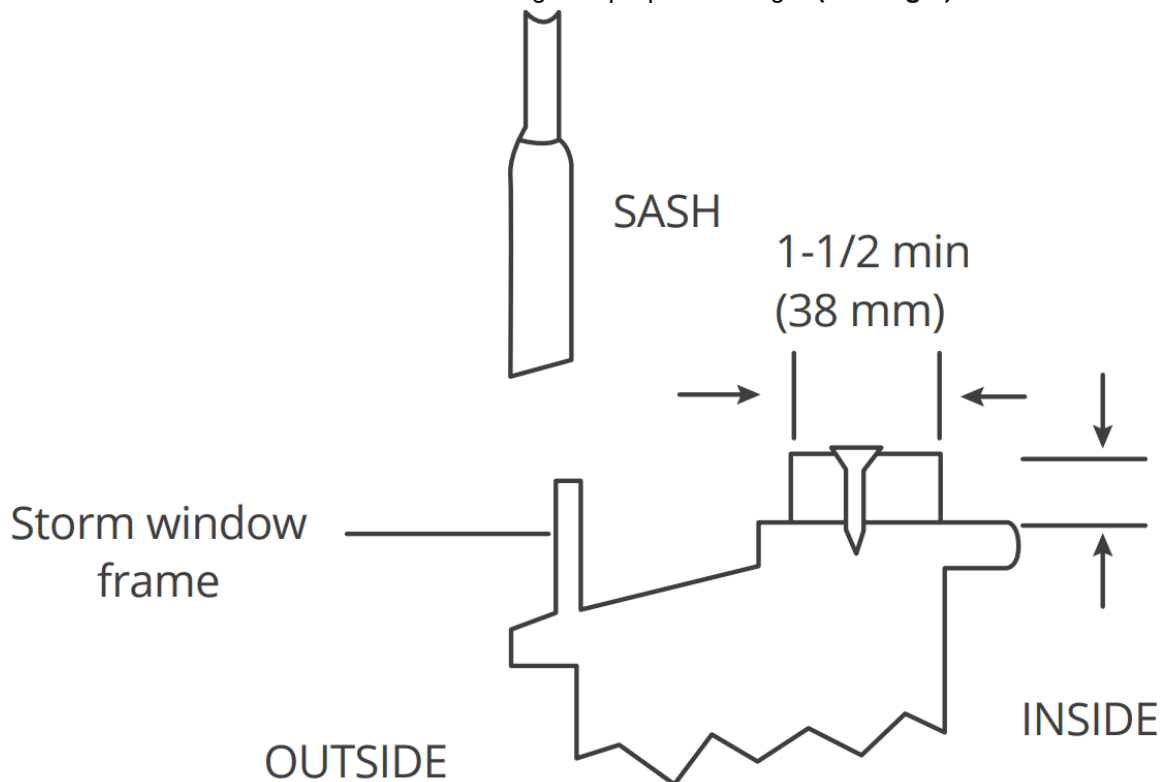 SASH
1-1/2 min
(38 mm)
Storm window
frame
INSIDE
OUTSIDE